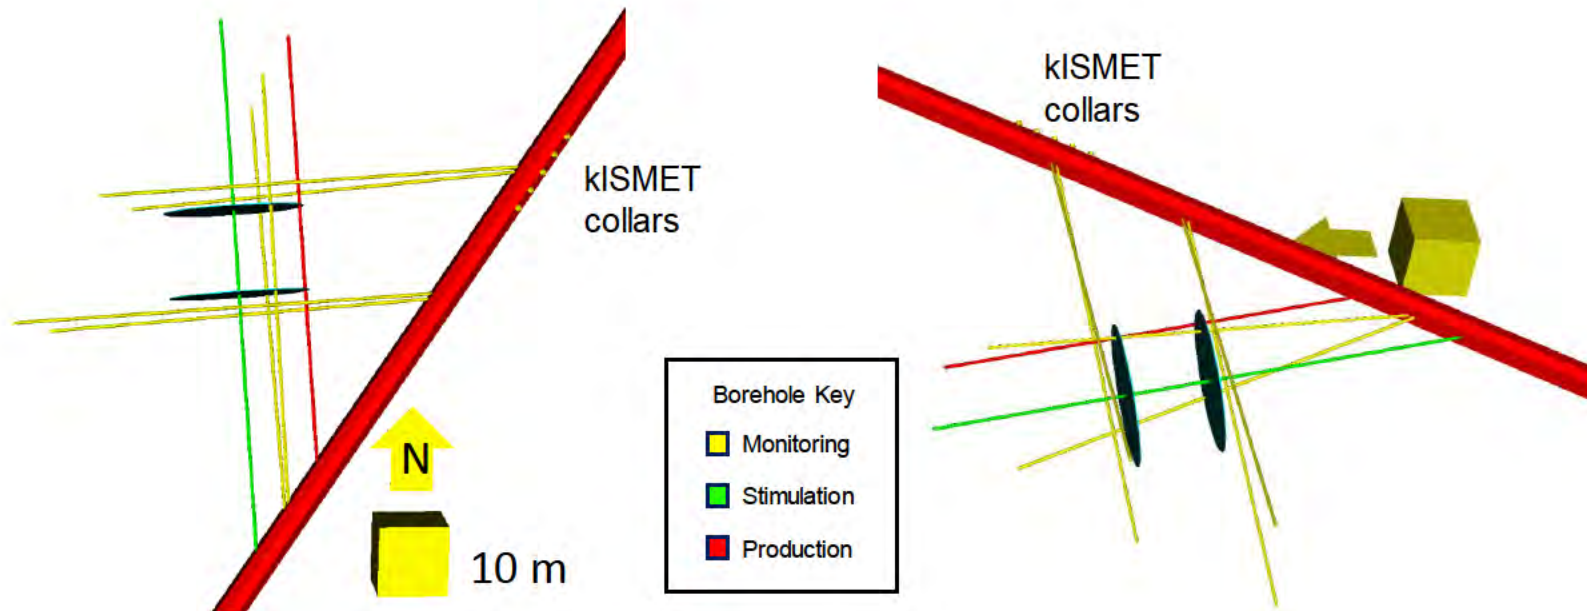 kISMET
collars
N
10 m
Borehole Key
Monitoring
Stimulation
Production
kISMET
collars